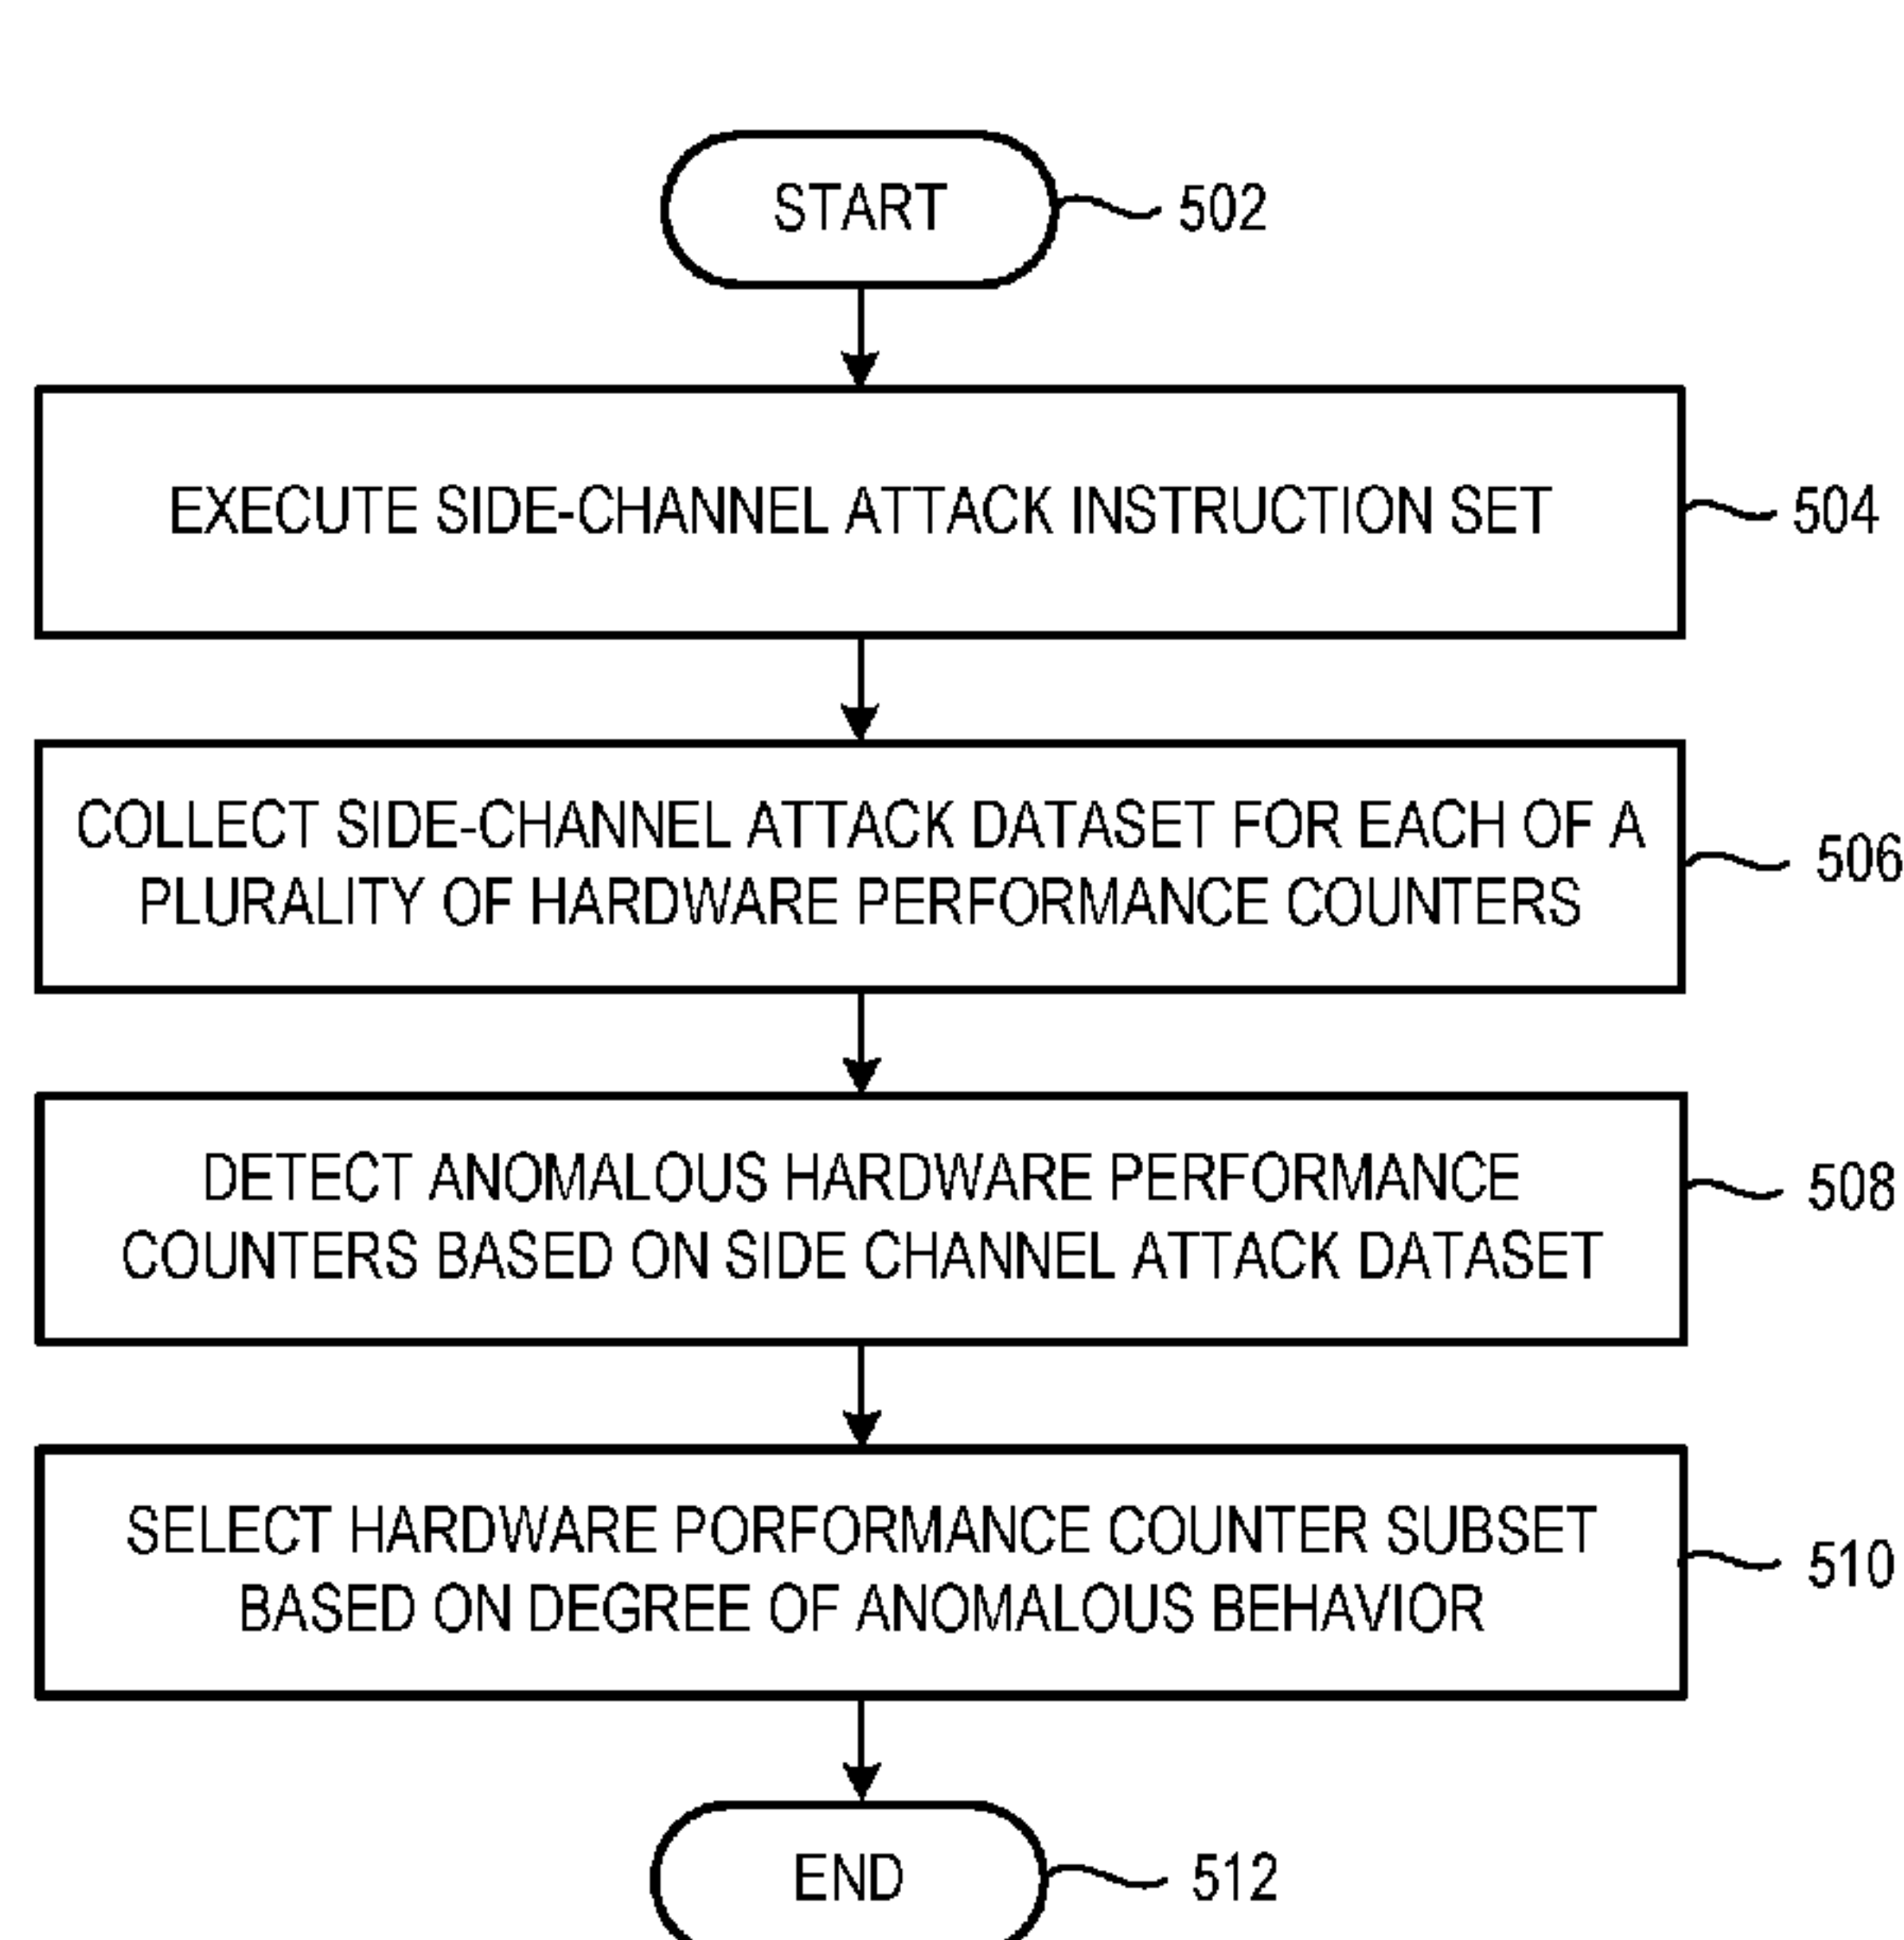 START
502
EXECUTE SIDE-CHANNEL ATTACK INSTRUCTION SET
504
COLLECT SIDE-CHANNEL ATTACK DATASET FOR EACH OF A
PLURALITY OF HARDWARE PERFORMANCE COUNTERS
506
DETECT ANOMALOUS HARDWARE PERFORMANCE
COUNTERS BASED ON SIDE CHANNEL ATTACK DATASET
508
SELECT HARDWARE PORFORMANCE COUNTER SUBSET
BASED ON DEGREE OF ANOMALOUS BEHAVIOR
510
END
512